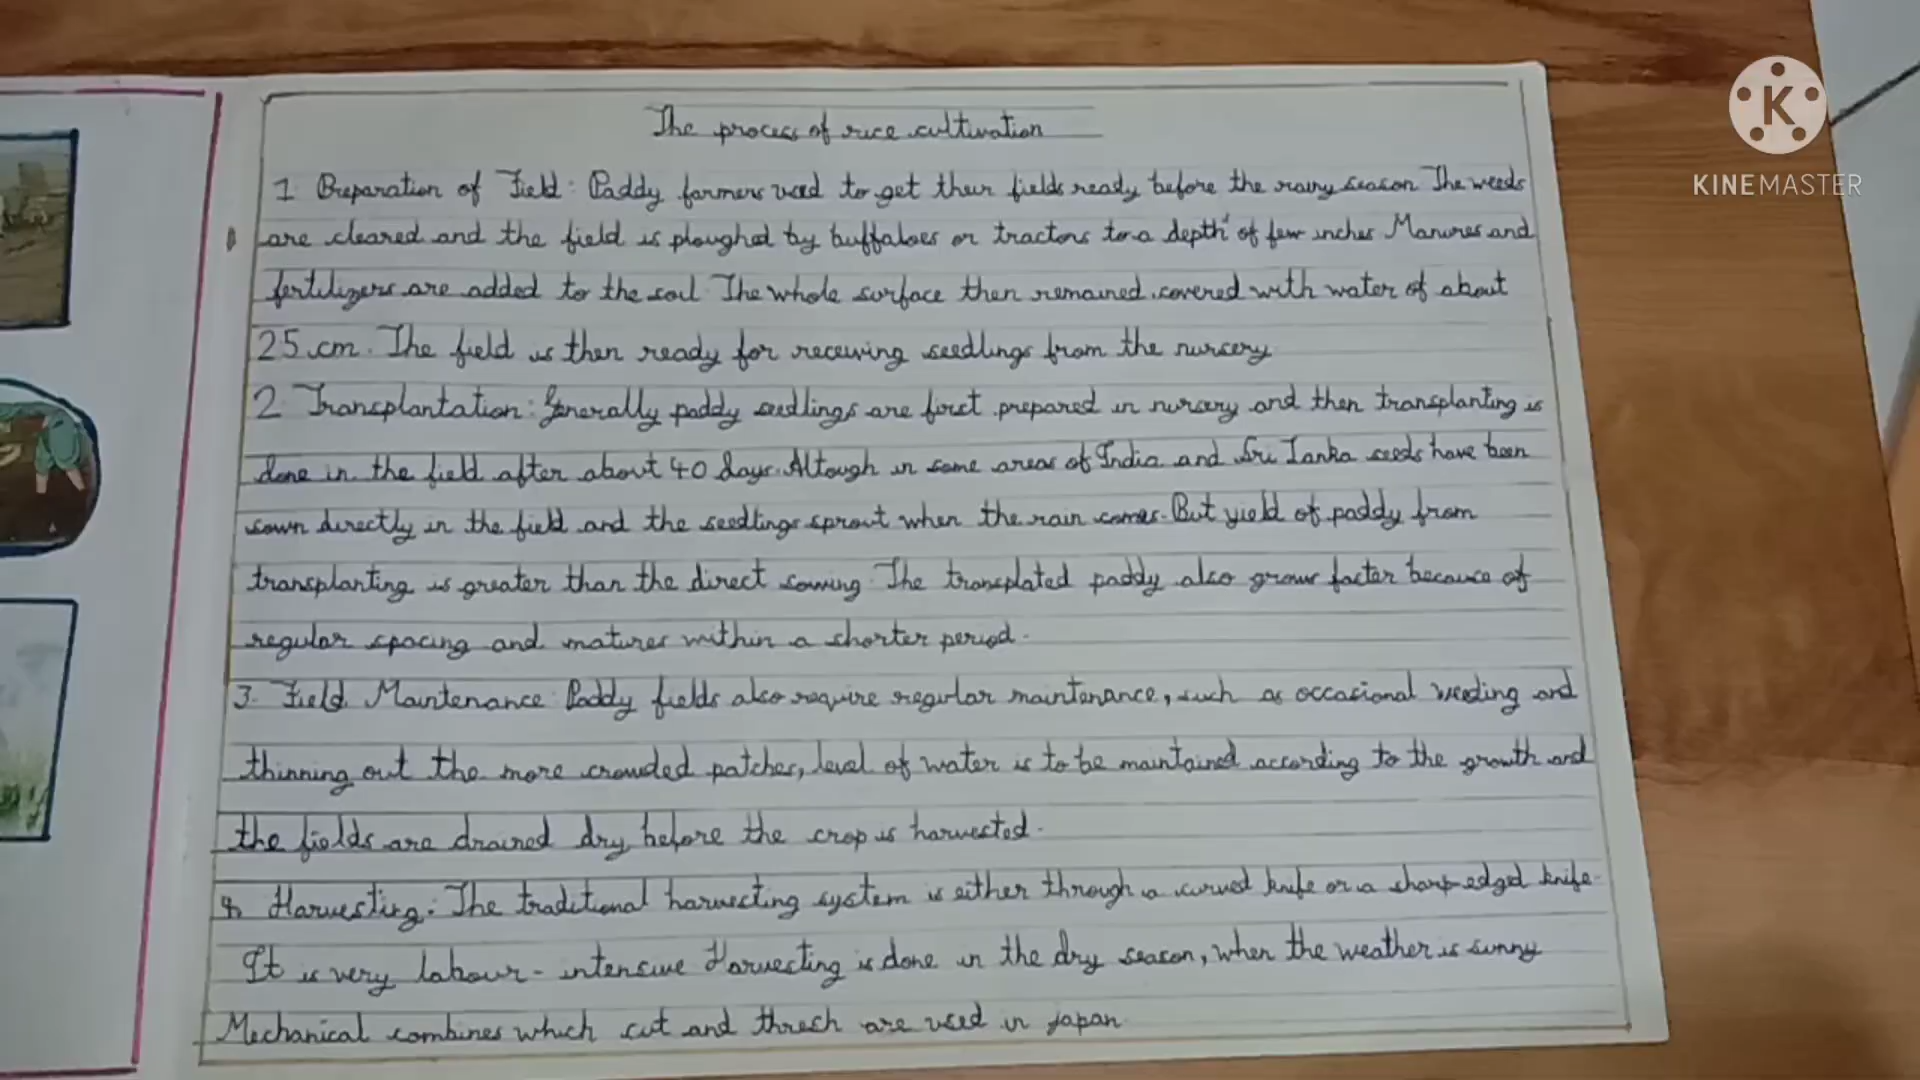 The process of rice cultivation
1. Preparation of Field: Paddy farmers used to get their fields ready before the rainy season The weeds
are cleared and the field is ploughed by buffaloes or tractors to a depth of few inches Manures and
fertilizers are added to the soil The whole surface then remained covered with water of about
25 cm. The field is then ready for receiving seedlings from the nursery
2. Transplantation: Generally paddy seedlings are first prepared in nursery and then transplanting is
done in the field after about 40 days. Altough in some areas of India and Sri Lanka seeds have been
sown directly in the field and the seedlings sprout when the rain comes. But yield of paddy from
transplanting is greater than the direct sowing The transplated paddy also grows faster because of
regular spacing and matures within a shorter period.
3. Field Maintenance: Paddy fields also require regular maintenance, such as occasional weeding and
thinning out the more crowded patches, level of water is to be maintained according to the growth and
the fields are drained dry before the crop is harvested.
4. Harvesting: The traditional harvesting system is either through a curved knife or a sharp-edged knife.
It is very labour-intensive Harvesting is done in the dry season, when the weather is sunny
Mechanical combines which cut and thresh are used in japan
K
KINEMASTER